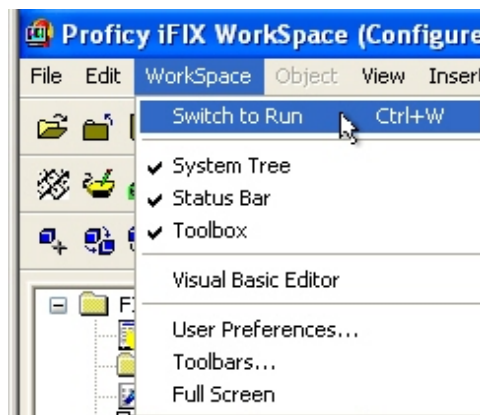 Proficy iFIX WorkSpace (Configure
File Edit WorkSpace Object View Insert
Switch to Run Ctrl+W
System Tree
Status Bar
Toolbox
Visual Basic Editor
User Preferences...
Toolbars...
Full Screen